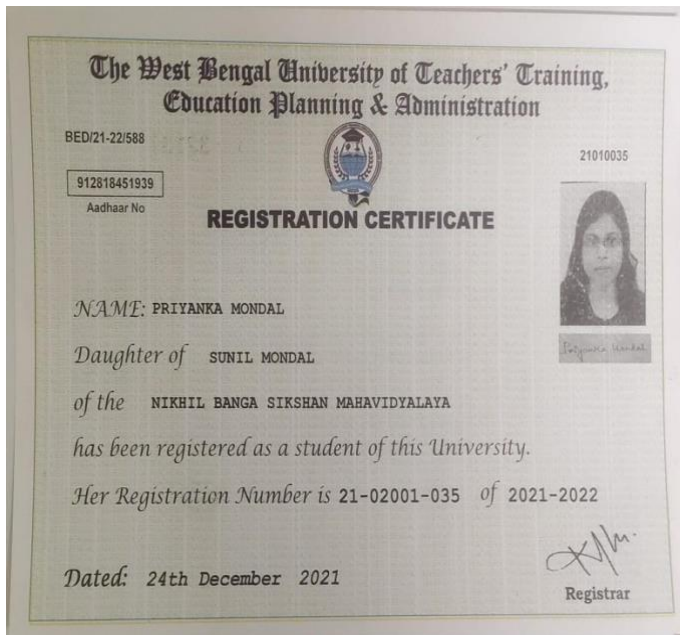 The West Bengal University of Teachers' Training,
Education Planning & Administration
BED/21-22/588
21010035
912818451939
Aadhaar No
REGISTRATION CERTIFICATE
NAME: PRIYANKA MONDAL
Priyanka Mondal
Daughter of SUNIL MONDAL
of the NIKHIL BANGA SIKSHAN MAHAVIDYALAYA
has been registered as a student of this University.
Her Registration Number is 21-02001-035 of 2021-2022
Dated: 24th December 2021
Registrar